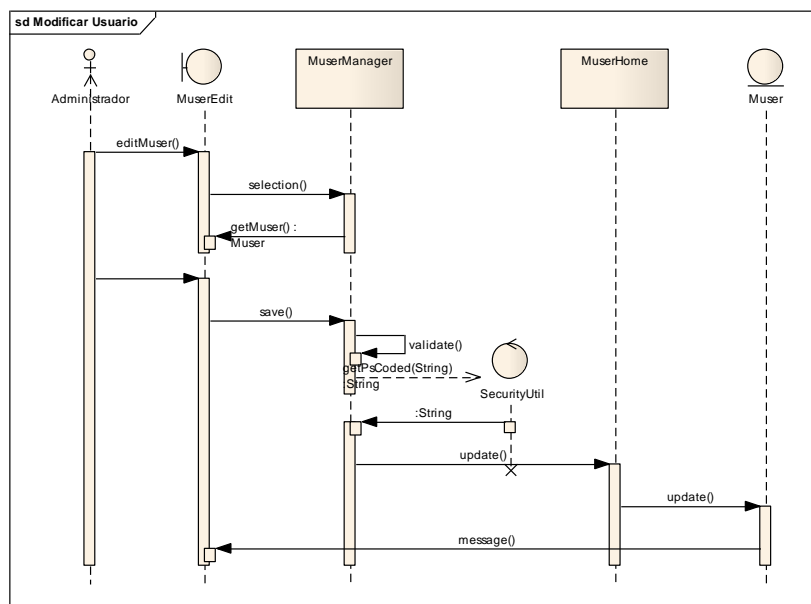 sd Modificar Usuario
Administrador
MuserEdit
MuserManager
MuserHome
Muser
editMuser()
selection()
getMuser() :
Muser
save()
validate()
getPsCoded(String)
:String
SecurityUtil
:String
update()
update()
message()